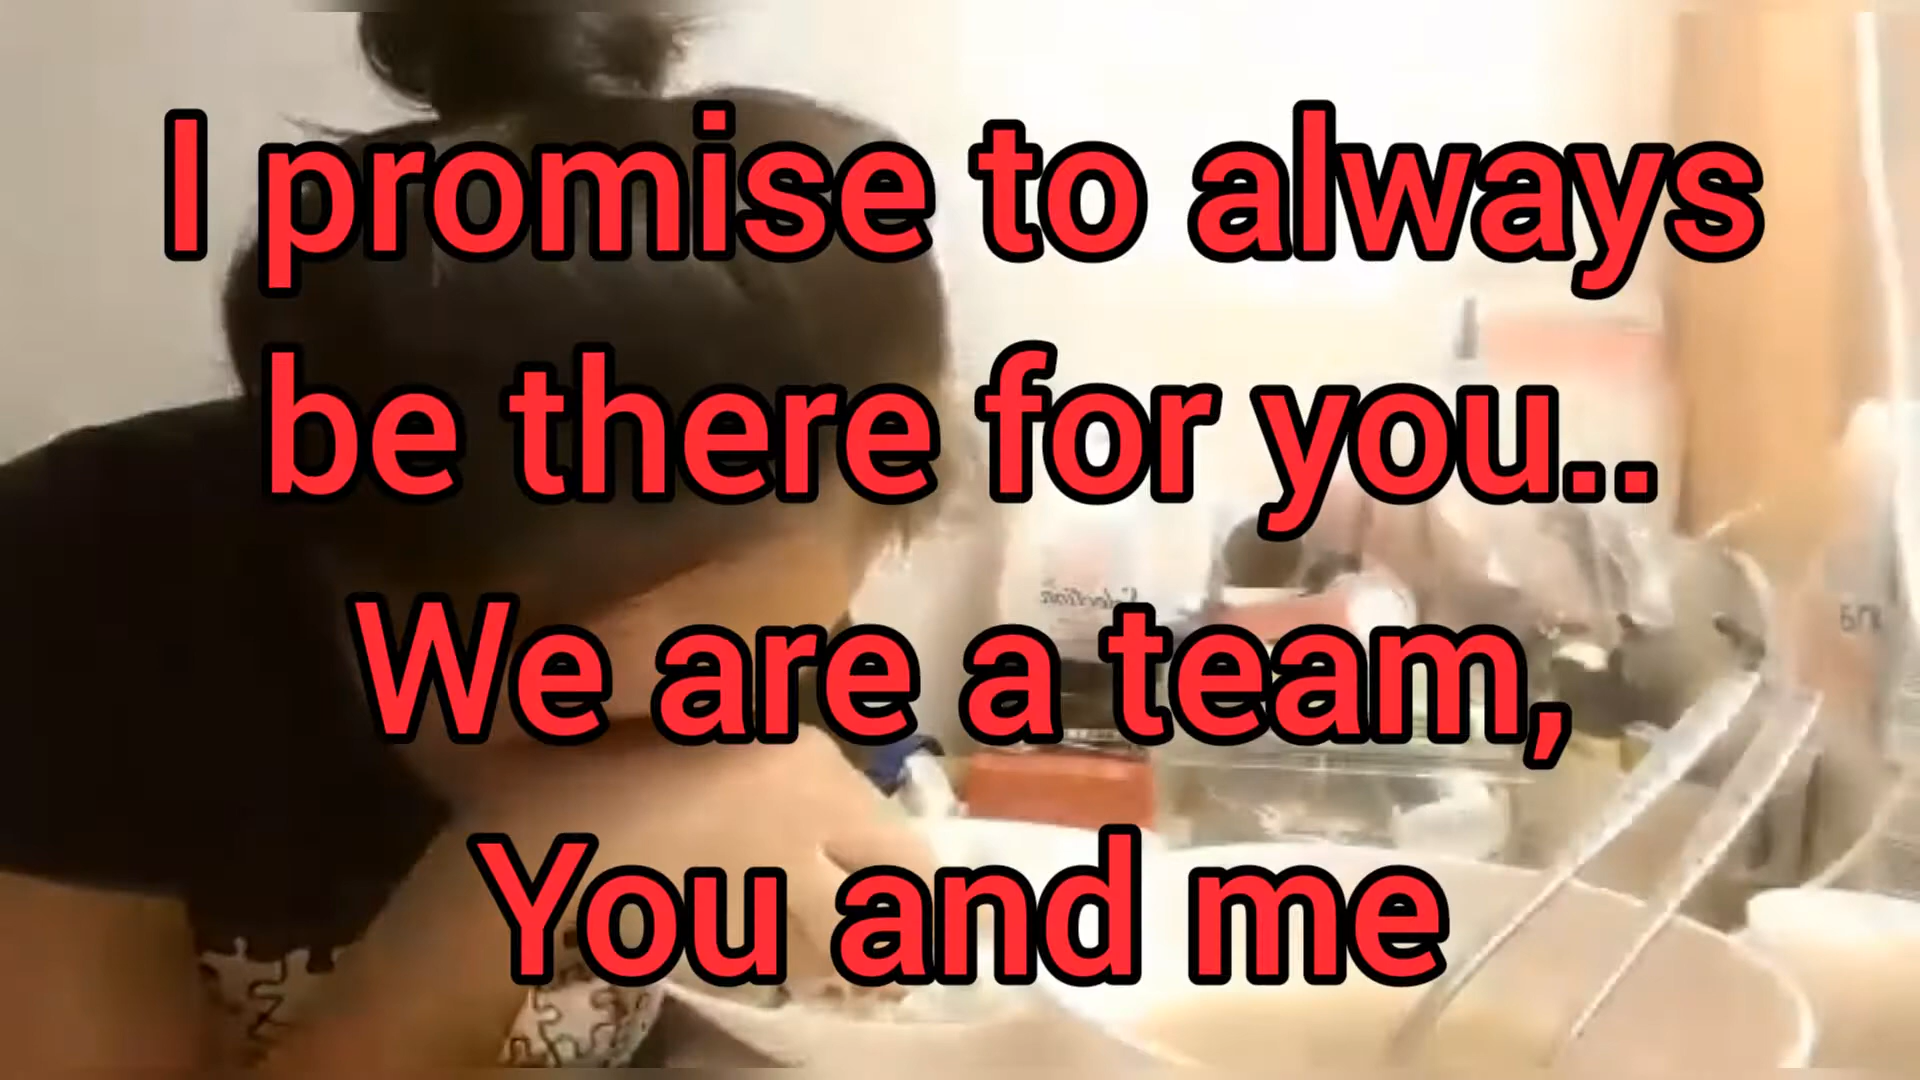 I promise to always
be there for you..
We are a team,
You and me